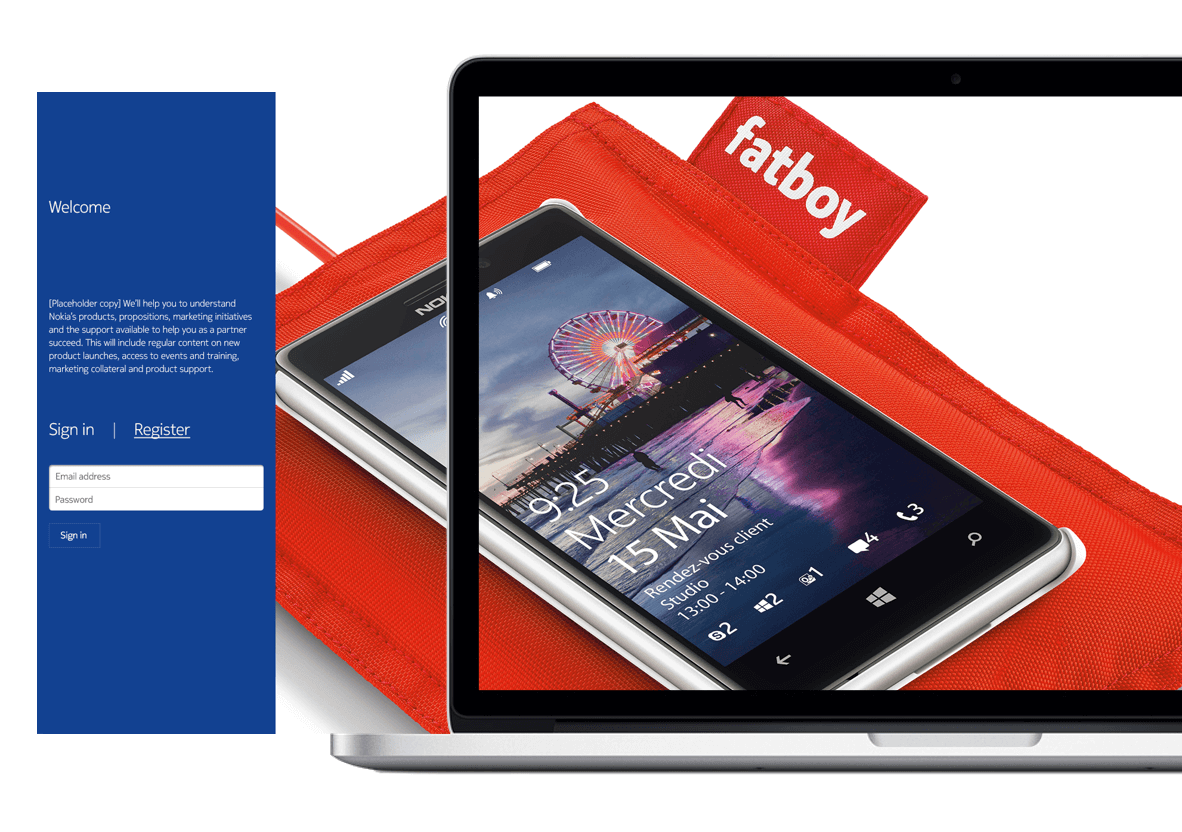 Welcome
[Placeholder copy] We'll help you to understand
Nokia's products, propositions, marketing initiatives
and the support available to help you as a partner
succeed. This will include regular content on new
product launches, access to events and training,
marketing collateral and product support.
Sign in | Register
Email address
Password
Sign in
fatboy
9:25
Mercredi
15 Mai
Rendez-vous client
Studio
13:00 - 14:00
2
2
1
4
3